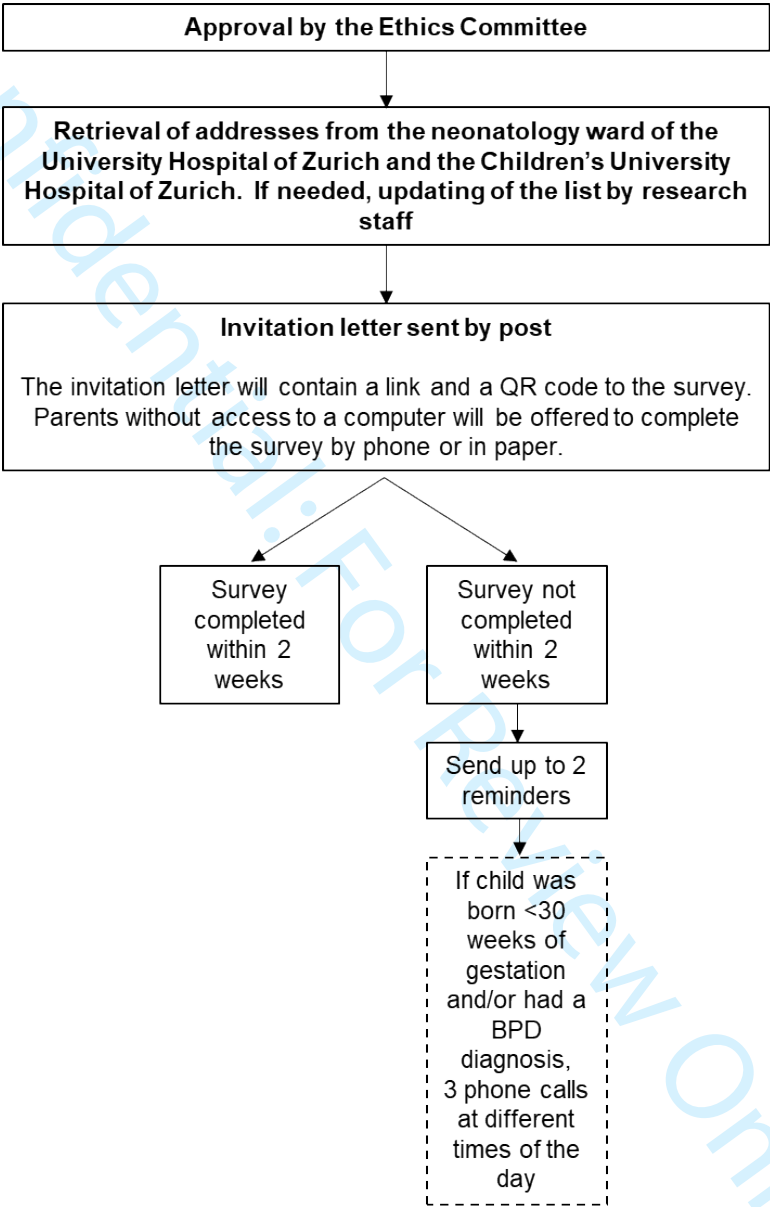 Approval by the Ethics Committee
Retrieval of addresses from the neonatology ward of the
University Hospital of Zurich and the Children's University
Hospital of Zurich. If needed, updating of the list by research
staff
Invitation letter sent by post
The invitation letter will contain a link and a QR code to the survey.
Parents without access to a computer will be offered to complete
the survey by phone or in paper.
Survey
completed
within 2
weeks
Survey not
completed
within 2
weeks
Send up to 2
reminders
If child was
born <30
weeks of
gestation
and/or had a
BPD
diagnosis,
3 phone calls
at different
times of the
day
nfidential: For Review On